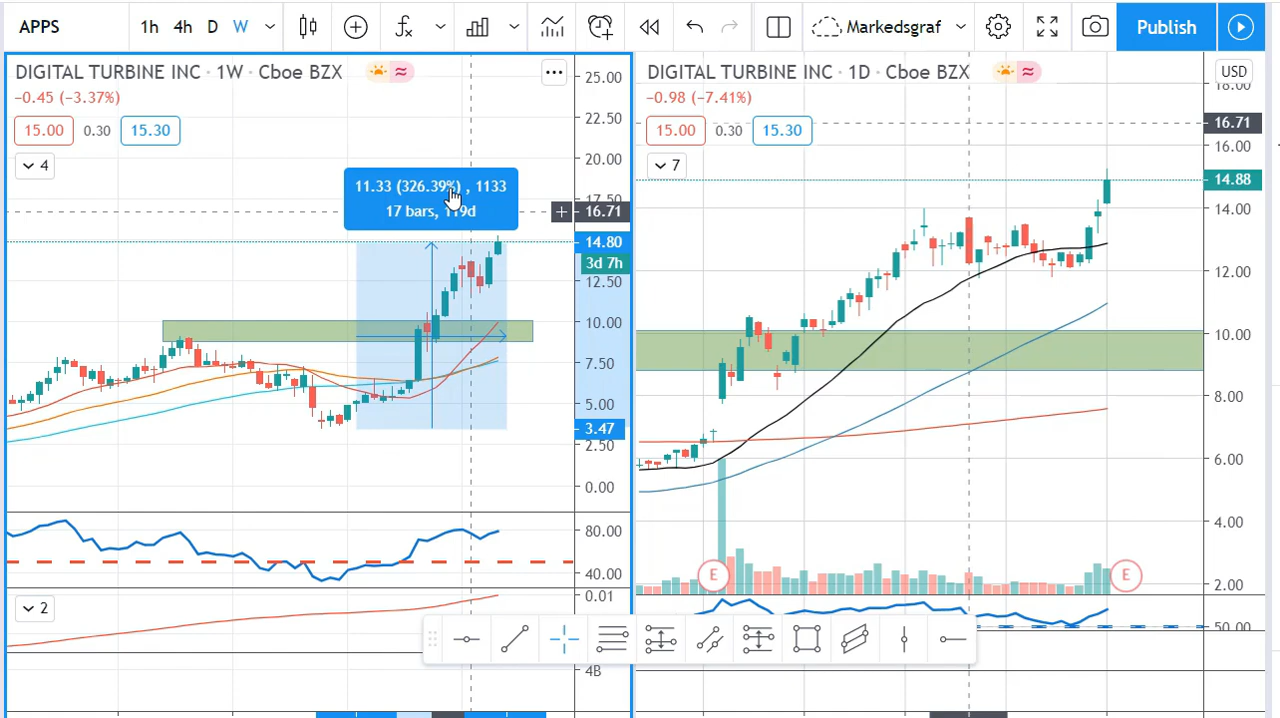 APPS
1h 4h D W
Markedsgraf
Publish
DIGITAL TURBINE INC · 1W · Cboe BZX
−0.45 (−3.37%)
15.00 0.30 15.30
4
11.33 (326.39%) , 1133
17 bars, 119d
25.00
22.50
20.00
17.50
16.71
14.80
3d 7h
12.50
10.00
7.50
5.00
3.47
2.50
0.00
80.00
40.00
2
0.01
4B
DIGITAL TURBINE INC · 1D · Cboe BZX
USD
−0.98 (−7.41%)
15.00 0.30 15.30
7
18.00
16.71
16.00
14.88
14.00
12.00
10.00
8.00
6.00
4.00
2.00
E E
50.00